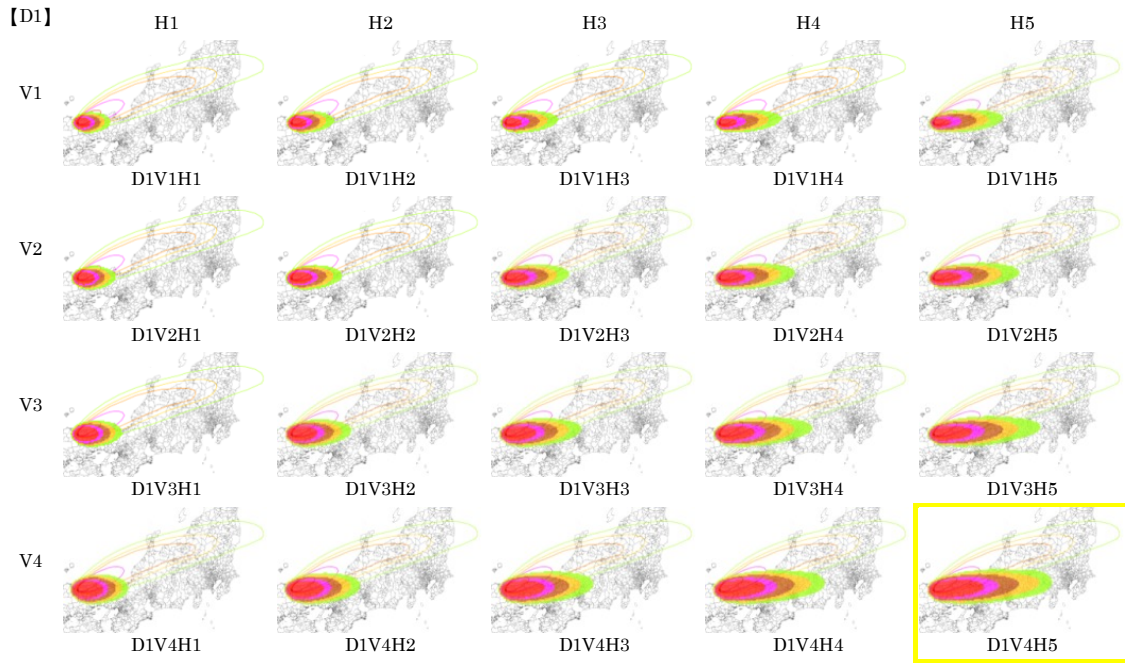 【D1】
H1 H2 H3 H4 H5
V1
D1V1H1 D1V1H2 D1V1H3 D1V1H4 D1V1H5
V2
D1V2H1 D1V2H2 D1V2H3 D1V2H4 D1V2H5
V3
D1V3H1 D1V3H2 D1V3H3 D1V3H4 D1V3H5
V4
D1V4H1 D1V4H2 D1V4H3 D1V4H4 D1V4H5